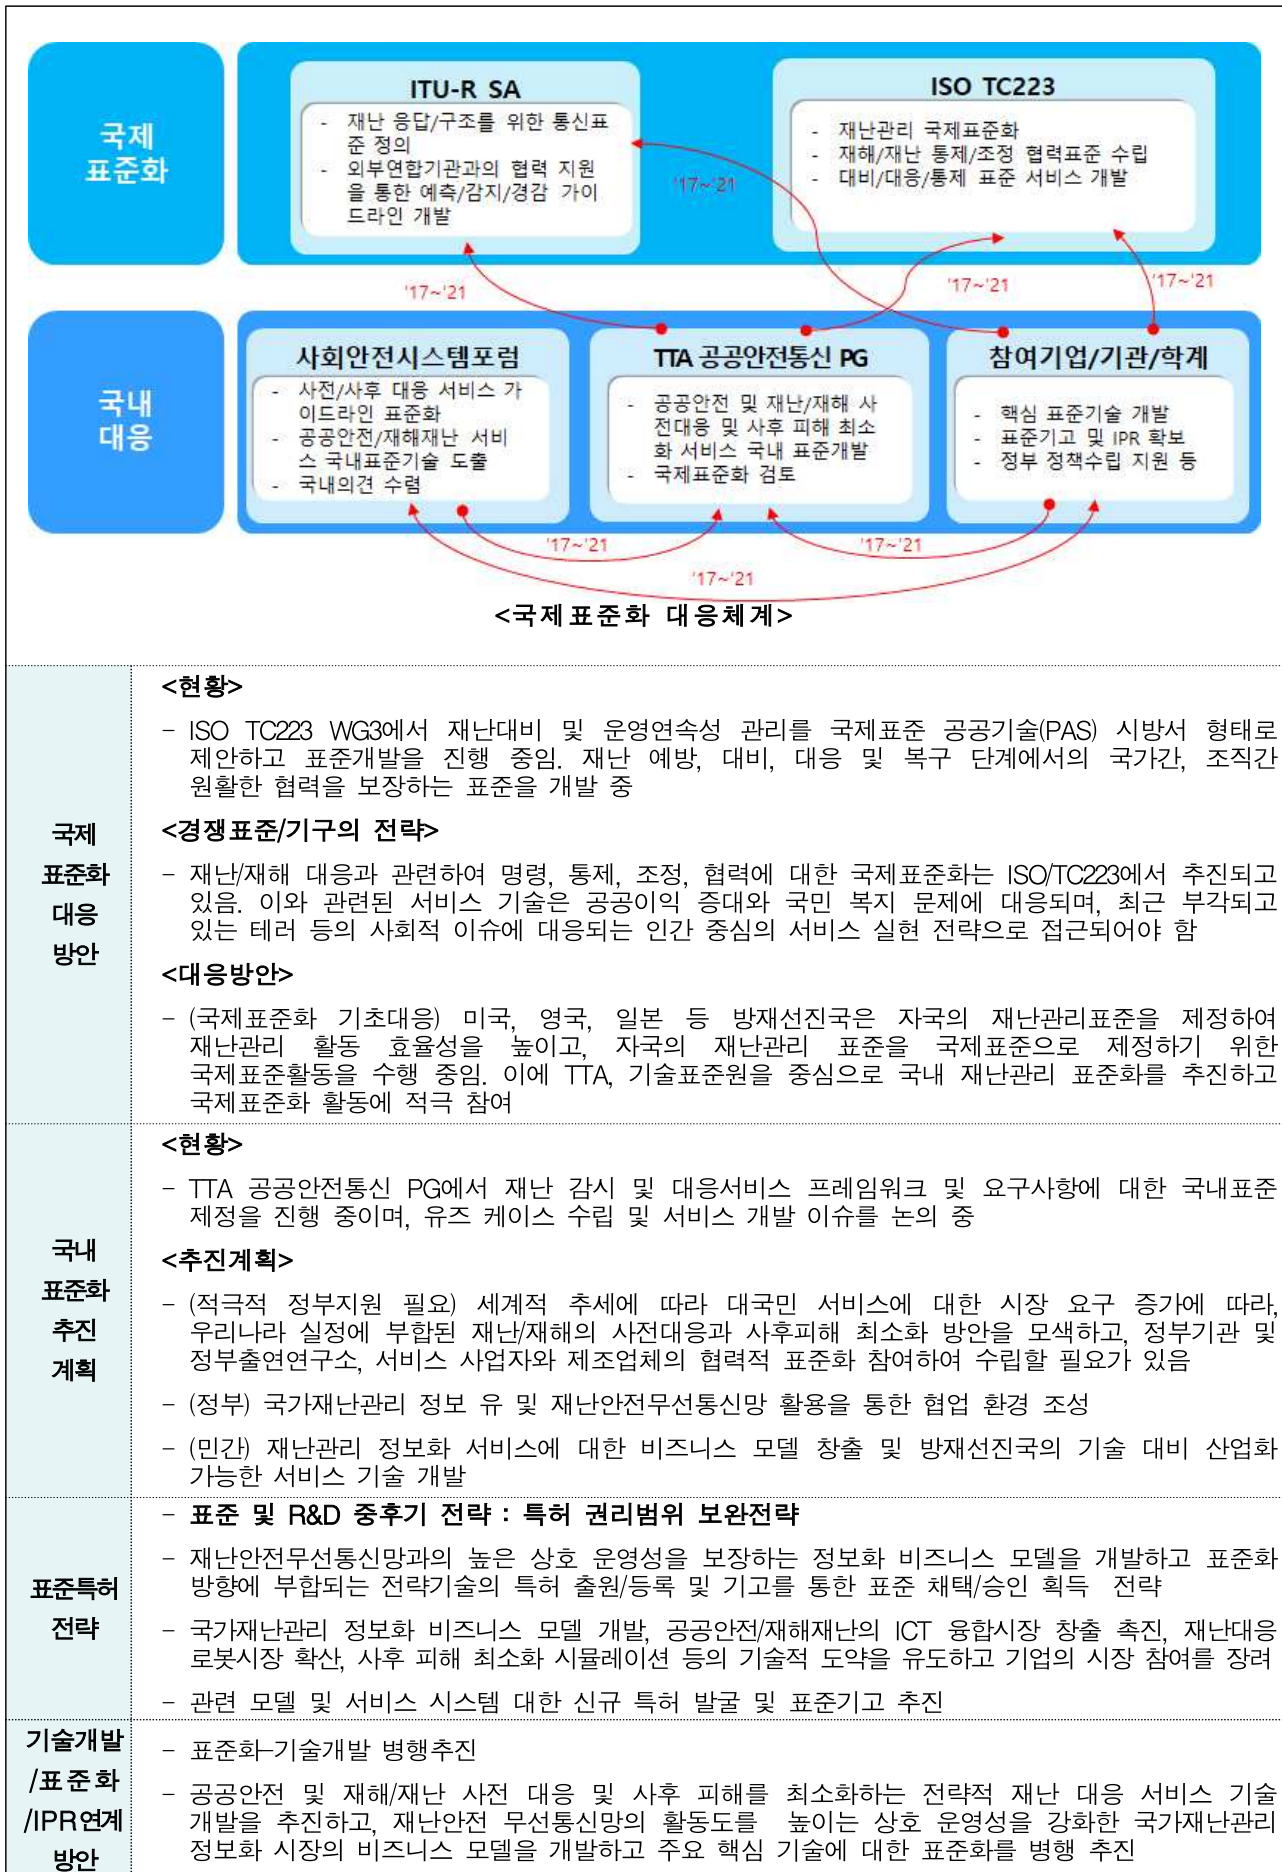 국제
표준화
ITU-R SA
- 재난 응답/구조를 위한 통신표
준 정의
- 외부연합기관과의 협력 지원
을 통한 예측/감지/경감 가이
드라인 개발
ISO TC223
- 재난관리 국제표준화
- 재해/재난 통제/조정 협력표준 수립
- 대비/대응/통제 표준 서비스 개발
'17~'21
'17~'21
'17~'21
'17~'21
국내
대응
사회안전시스템포럼
- 사전/사후 대응 서비스 가
이드라인 표준화
- 공공안전/재해재난 서비
스 국내표준기술 도출
- 국내의견 수렴
TTA 공공안전통신 PG
- 공공안전 및 재난/재해 사
전대응 및 사후 피해 최소
화 서비스 국내 표준개발
- 국제표준화 검토
참여기업/기관/학계
- 핵심 표준기술 개발
- 표준기고 및 IPR 확보
- 정부 정책수립 지원 등
'17~'21
'17~'21
'17~'21
<국제표준화 대응체계>
국제
표준화
대응
방안
<현황>
– ISO TC223 WG3에서 재난대비 및 운영연속성 관리를 국제표준 공공기술(PAS) 시방서 형태로
제안하고 표준개발을 진행 중임. 재난 예방, 대비, 대응 및 복구 단계에서의 국가간, 조직간
원활한 협력을 보장하는 표준을 개발 중
<경쟁표준/기구의 전략>
– 재난/재해 대응과 관련하여 명령, 통제, 조정, 협력에 대한 국제표준화는 ISO/TC223에서 추진되고
있음. 이와 관련된 서비스 기술은 공공이익 증대와 국민 복지 문제에 대응되며, 최근 부각되고
있는 테러 등의 사회적 이슈에 대응되는 인간 중심의 서비스 실현 전략으로 접근되어야 함
<대응방안>
– (국제표준화 기초대응) 미국, 영국, 일본 등 방재선진국은 자국의 재난관리표준을 제정하여
재난관리 활동 효율성을 높이고, 자국의 재난관리 표준을 국제표준으로 제정하기 위한
국제표준활동을 수행 중임. 이에 TTA, 기술표준원을 중심으로 국내 재난관리 표준화를 추진하고
국제표준화 활동에 적극 참여
국내
표준화
추진
계획
<현황>
– TTA 공공안전통신 PG에서 재난 감시 및 대응서비스 프레임워크 및 요구사항에 대한 국내표준
제정을 진행 중이며, 유즈 케이스 수립 및 서비스 개발 이슈를 논의 중
<추진계획>
– (적극적 정부지원 필요) 세계적 추세에 따라 대국민 서비스에 대한 시장 요구 증가에 따라,
우리나라 실정에 부합된 재난/재해의 사전대응과 사후피해 최소화 방안을 모색하고, 정부기관 및
정부출연연구소, 서비스 사업자와 제조업체의 협력적 표준화 참여하여 수립할 필요가 있음
– (정부) 국가재난관리 정보 유 및 재난안전무선통신망 활용을 통한 협업 환경 조성
– (민간) 재난관리 정보화 서비스에 대한 비즈니스 모델 창출 및 방재선진국의 기술 대비 산업화
가능한 서비스 기술 개발
표준특허
전략
– 표준 및 R&D 중후기 전략 : 특허 권리범위 보완전략
– 재난안전무선통신망과의 높은 상호 운영성을 보장하는 정보화 비즈니스 모델을 개발하고 표준화
방향에 부합되는 전략기술의 특허 출원/등록 및 기고를 통한 표준 채택/승인 획득 전략
– 국가재난관리 정보화 비즈니스 모델 개발, 공공안전/재해재난의 ICT 융합시장 창출 촉진, 재난대응
로봇시장 확산, 사후 피해 최소화 시뮬레이션 등의 기술적 도약을 유도하고 기업의 시장 참여를 장려
– 관련 모델 및 서비스 시스템 대한 신규 특허 발굴 및 표준기고 추진
기술개발
/표준화
/IPR연계
방안
– 표준화–기술개발 병행추진
– 공공안전 및 재해/재난 사전 대응 및 사후 피해를 최소화하는 전략적 재난 대응 서비스 기술
개발을 추진하고, 재난안전 무선통신망의 활동도를 높이는 상호 운영성을 강화한 국가재난관리
정보화 시장의 비즈니스 모델을 개발하고 주요 핵심 기술에 대한 표준화를 병행 추진